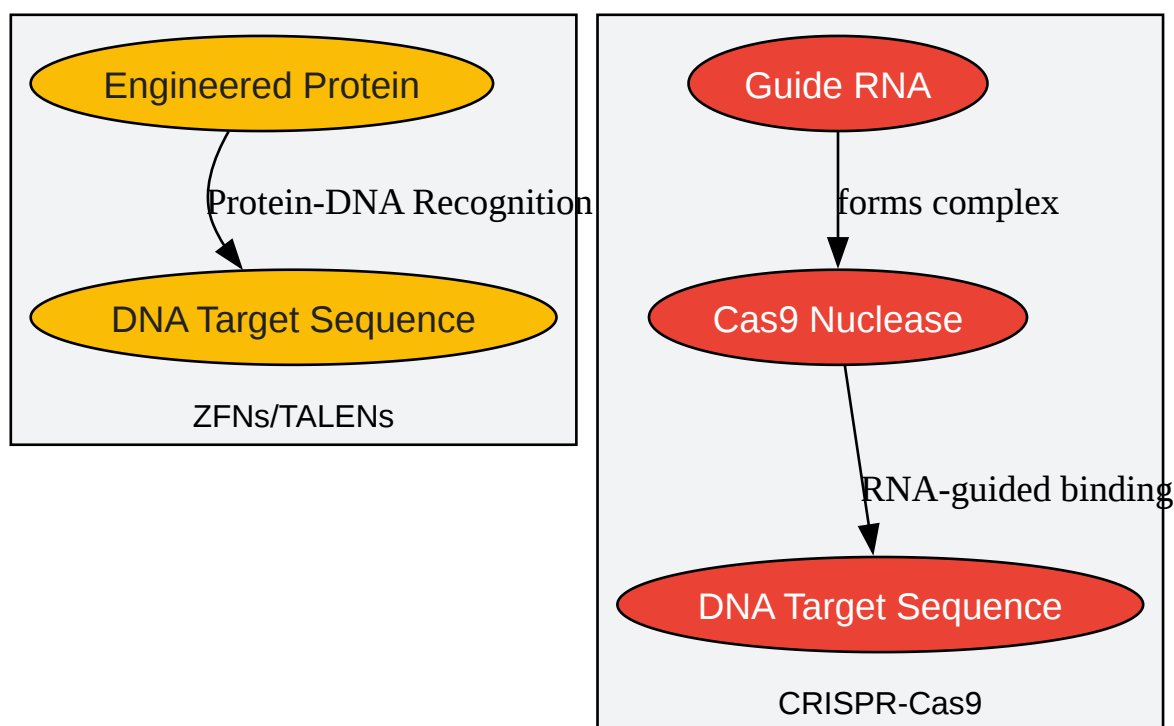 Engineered Protein
Protein-DNA Recognition
DNA Target Sequence
ZFNs/TALENs
Guide RNA
forms complex
Cas9 Nuclease
RNA-guided binding
DNA Target Sequence
CRISPR-Cas9